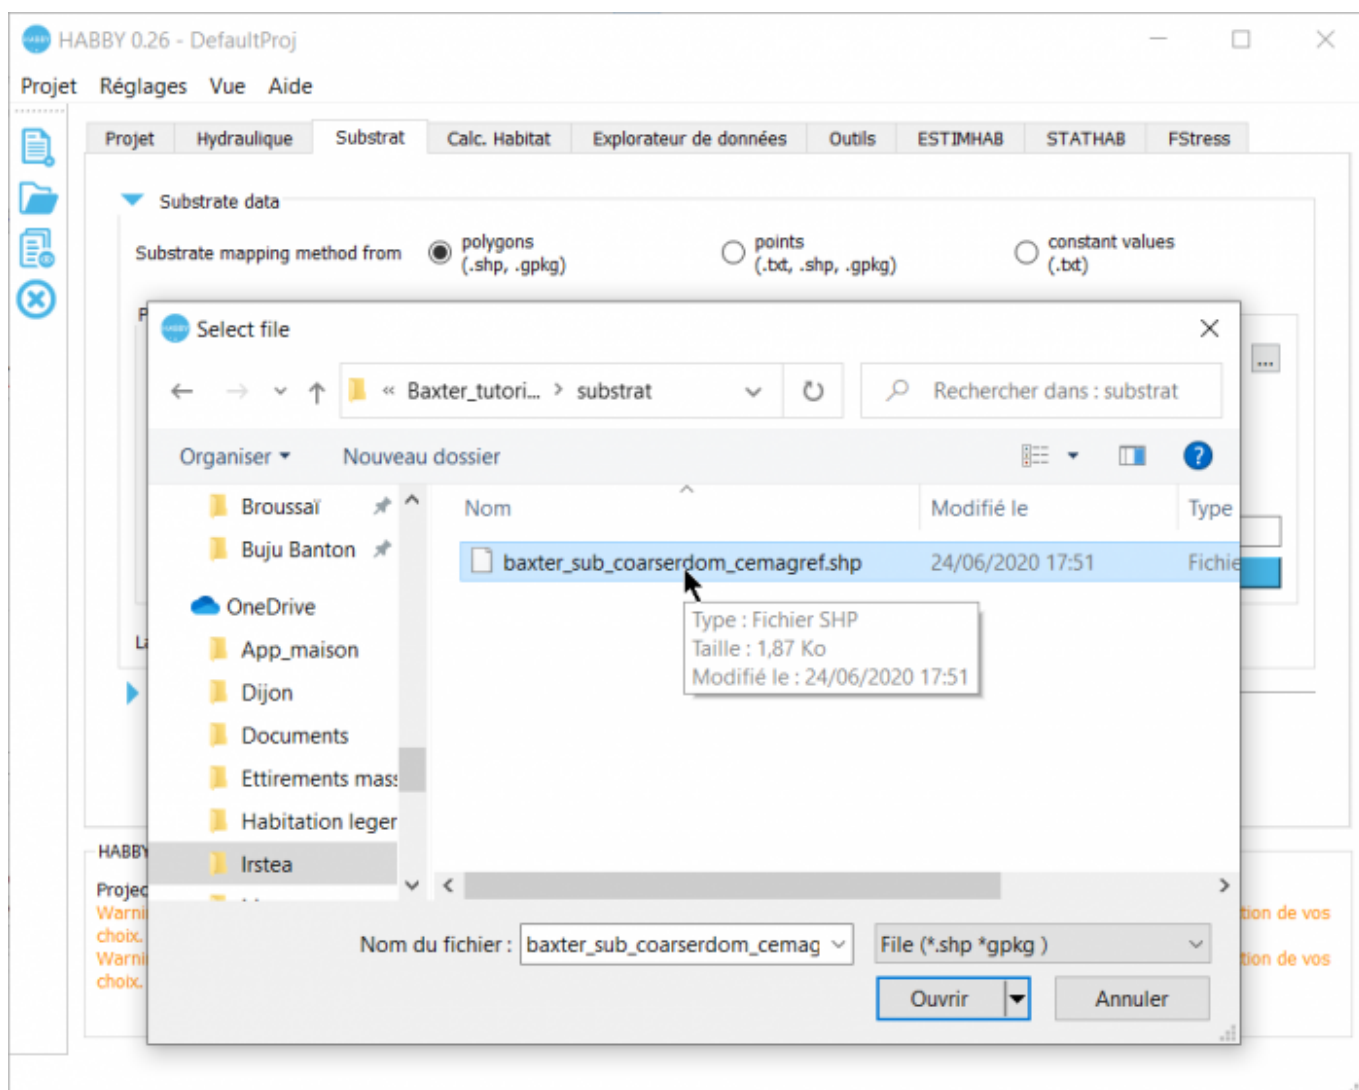 HABBY 0.26 - DefaultProj
Projet Réglages Vue Aide
Projet Hydraulique Substrat Calc. Habitat Explorateur de données Outils ESTIMHAB STATHAB FStress
Substrate data
Substrate mapping method from
polygons
(.shp, .gpkg)
points
(.txt, .shp, .gpkg)
constant values
(.txt)
Select file
...
« Baxter_tutori... > substrat
Rechercher dans : substrat
Organiser
Nouveau dossier
?
Nom Modifié le Type
Broussaï
Buju Banton
baxter_sub_coarserdom_cemagref.shp 24/06/2020 17:51 Fichie
Type : Fichier SHP
Taille : 1,87 Ko
Modifié le : 24/06/2020 17:51
OneDrive
App_maison
Dijon
Documents
Ettirements mass
Habitation leger
Irstea
HABBY
Projec
Warni
tion de vos
choix.
Warni
tion de vos
choix.
Nom du fichier : baxter_sub_coarserdom_cemag
File (*.shp *gpkg )
Ouvrir
Annuler